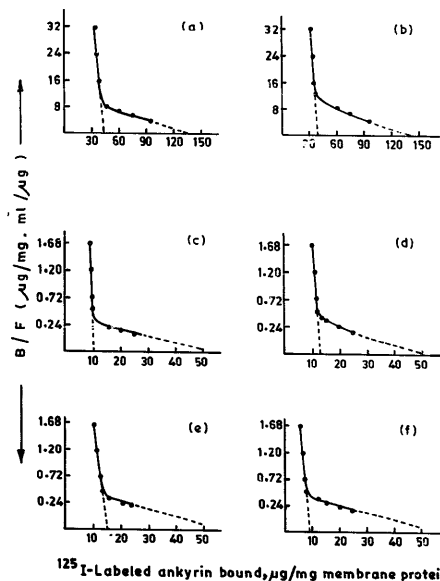 (a)
32
24
16
8
30 60 90 120 150
(b)
32
24
16
8
60 90 120 150
B/F (μg/mg. ml/μg)
(c)
1·68
1·20
0·72
0·24
10 20 30 40 50
(d)
1·68
1·20
0·72
0·24
10 20 30 40 50
(e)
1·68
1·20
0·72
0·24
10 20 30 40 50
(f)
1·68
1·20
0·72
0·24
10 20 30 40 50
125 I-Labeled ankyrin bound, μg/mg membrane protei